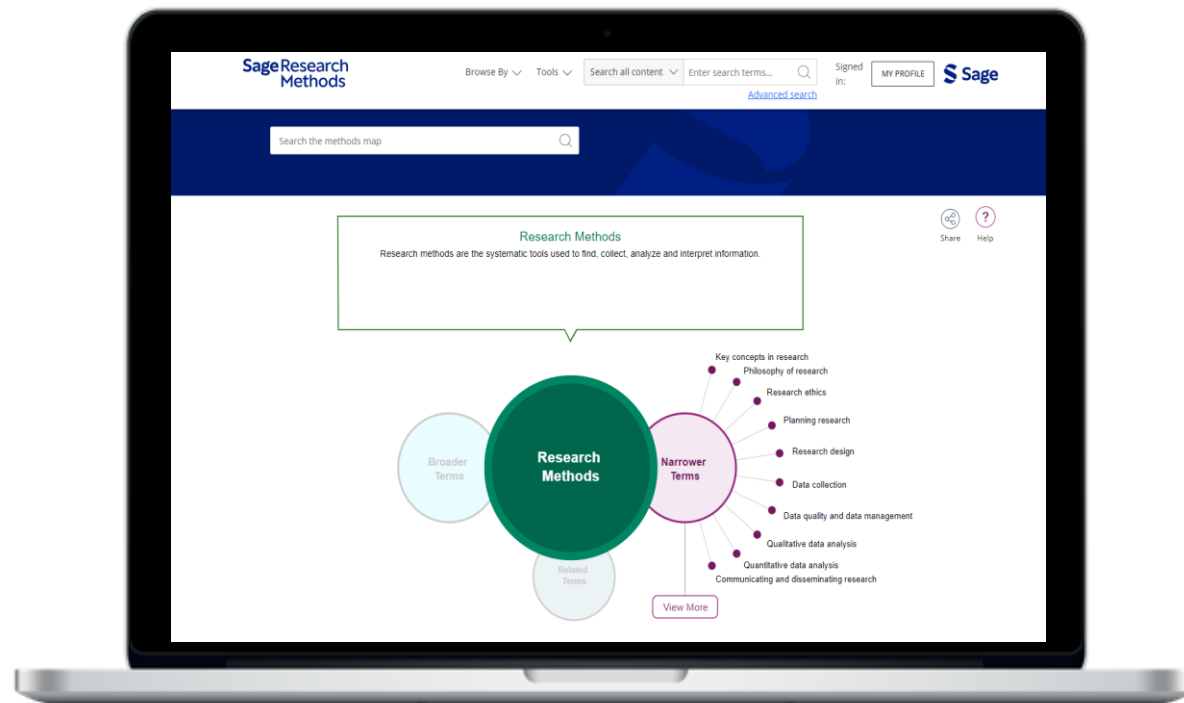 Sage Research
Methods
Browse By
Tools
Search all content
Enter search terms...
Signed
in:
MY PROFILE
S Sage
Advanced search
Search the methods map
Share
?
Help
Research Methods
Research methods are the systematic tools used to find, collect, analyze and interpret information.
Broader
Terms
Research
Methods
Narrower
Terms
Related
Terms
Key concepts in research
Philosophy of research
Research ethics
Planning research
Research design
Data collection
Data quality and data management
Qualitative data analysis
Quantitative data analysis
Communicating and disseminating research
View More